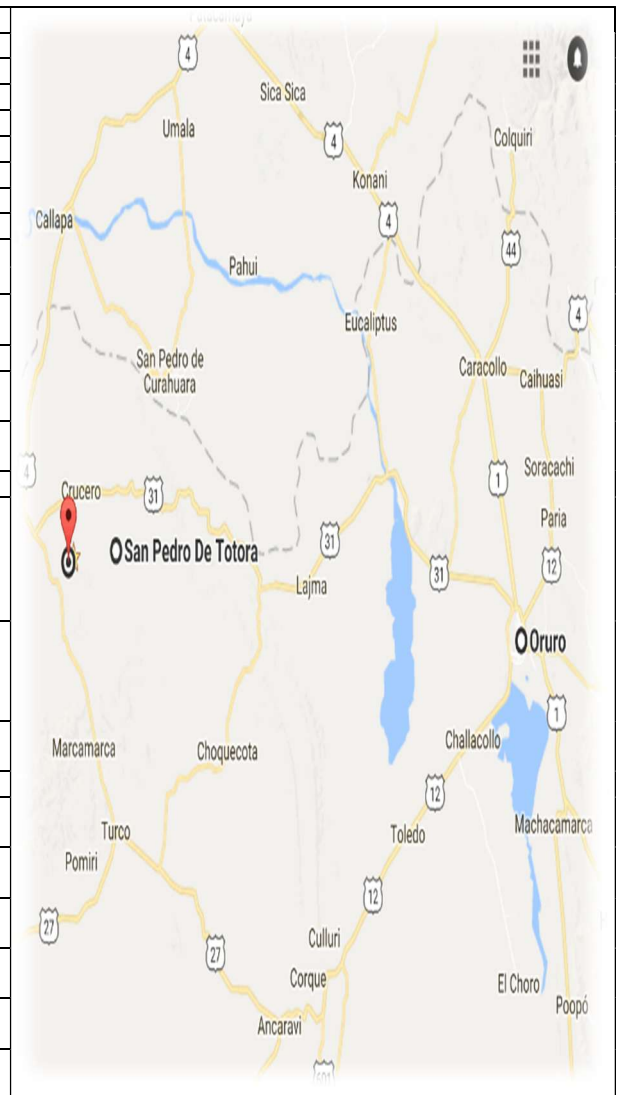 4
Sica Sica
Umala
4
Colquiri
Konani
Callapa
4
44
Pahui
4
Eucaliptus
San Pedro de
Curahuara
Caracollo
Caihuasi
Soracachi
4
1
Crucero
31
Paria
San Pedro De Totora
31
12
31
Lajma
Oruro
1
Challacollo
Marcamarca
Choquecota
12
Turco
Toledo
Machacamarca
Pomiri
12
27
Culluri
27
Corque
El Choro
Poopó
Ancaravi
601